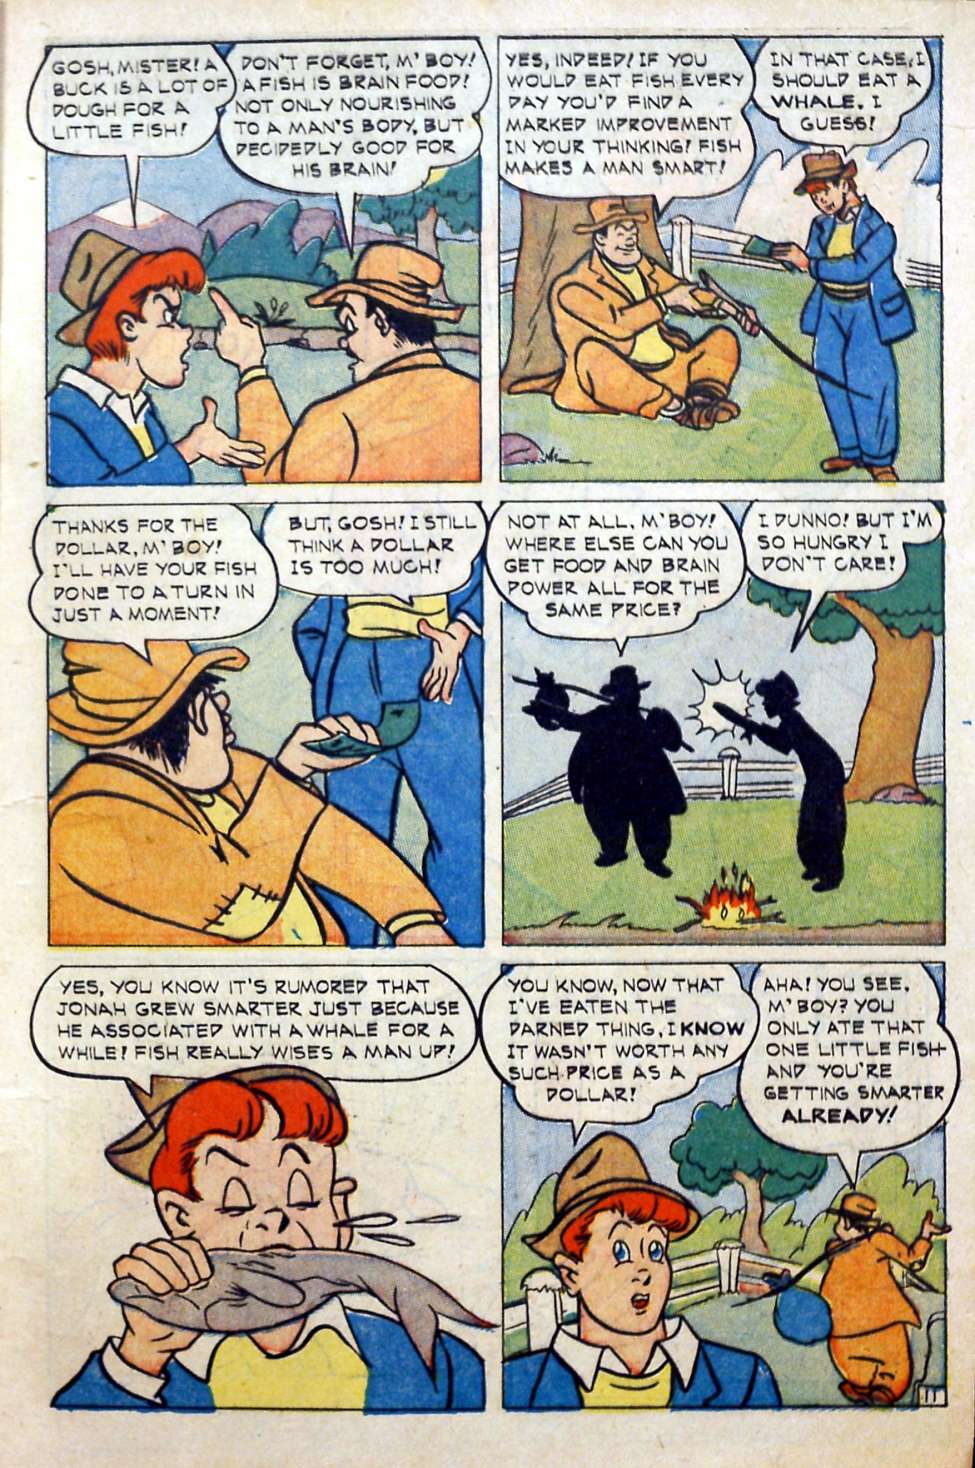 GOSH, MISTER! A
BUCK IS A LOT OF
DOUGH FOR A
LITTLE FISH!
DON'T FORGET, M' BOY!
A FISH IS BRAIN FOOD!
NOT ONLY NOURISHING
TO A MAN'S BODY, BUT
DECIDEDLY GOOD FOR
HIS BRAIN!
YES, INDEED! IF YOU
WOULD EAT FISH EVERY
DAY YOU'D FIND A
MARKED IMPROVEMENT
IN YOUR THINKING! FISH
MAKES A MAN SMART!
IN THAT CASE, I
SHOULD EAT A
WHALE, I
GUESS!
THANKS FOR THE
DOLLAR, M' BOY!
I'LL HAVE YOUR FISH
DONE TO A TURN IN
JUST A MOMENT!
BUT, GOSH! I STILL
THINK A DOLLAR
IS TOO MUCH!
NOT AT ALL, M' BOY!
WHERE ELSE CAN YOU
GET FOOD AND BRAIN
POWER ALL FOR THE
SAME PRICE?
I DUNNO! BUT I'M
SO HUNGRY I
DON'T CARE!
YES, YOU KNOW IT'S RUMORED THAT
JONAH GREW SMARTER JUST BECAUSE
HE ASSOCIATED WITH A WHALE FOR A
WHILE! FISH REALLY WISES A MAN UP!
YOU KNOW, NOW THAT
I'VE EATEN THE
DARNED THING, I KNOW
IT WASN'T WORTH ANY
SUCH PRICE AS A
DOLLAR!
AHA! YOU SEE,
M' BOY? YOU
ONLY ATE THAT
ONE LITTLE FISH-
AND YOU'RE
GETTING SMARTER
ALREADY!
11